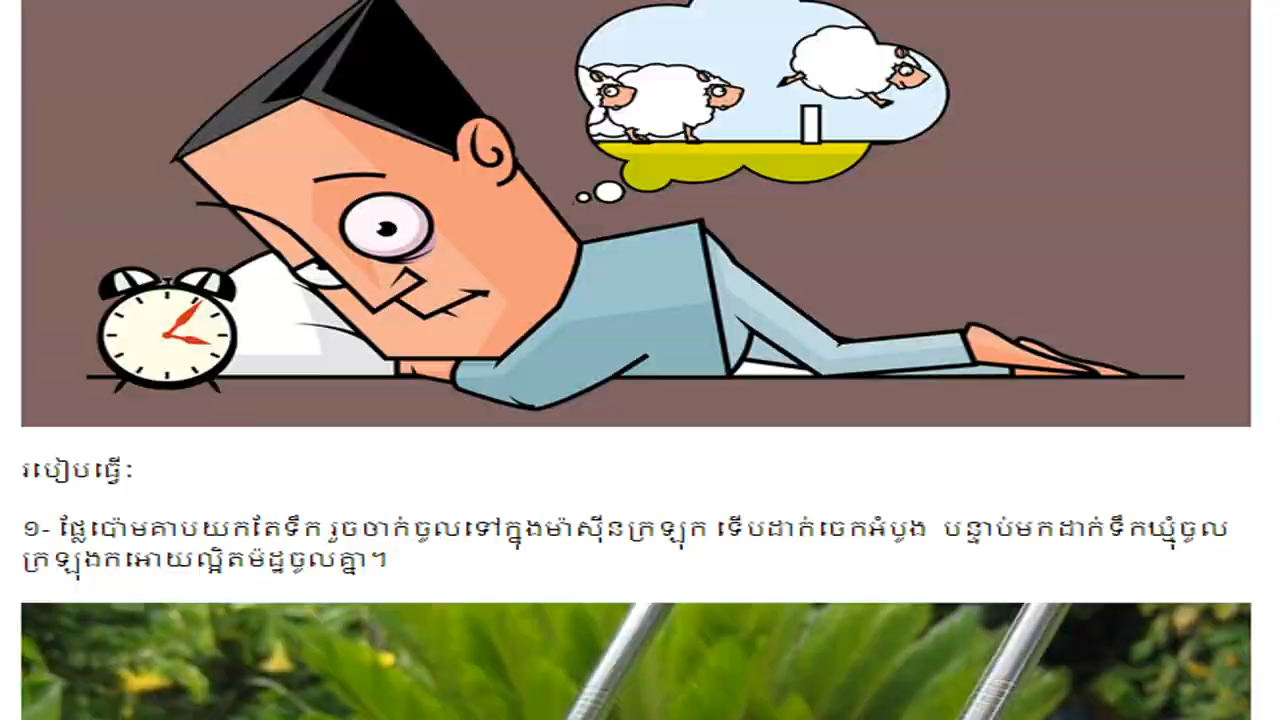 របៀបធ្វើ:
១- ផ្លែប៉ោមគាបយកតែទឹក រួចចាក់ចូលទៅក្នុងម៉ាស៊ីនក្រឡុក ទើបដាក់ចេកអំបូង បន្ទាប់មកដាក់ទឹកឃ្មុំចូល
ក្រឡុងកអោយល្អិតម៉ដ្ឋចូលគ្នា។